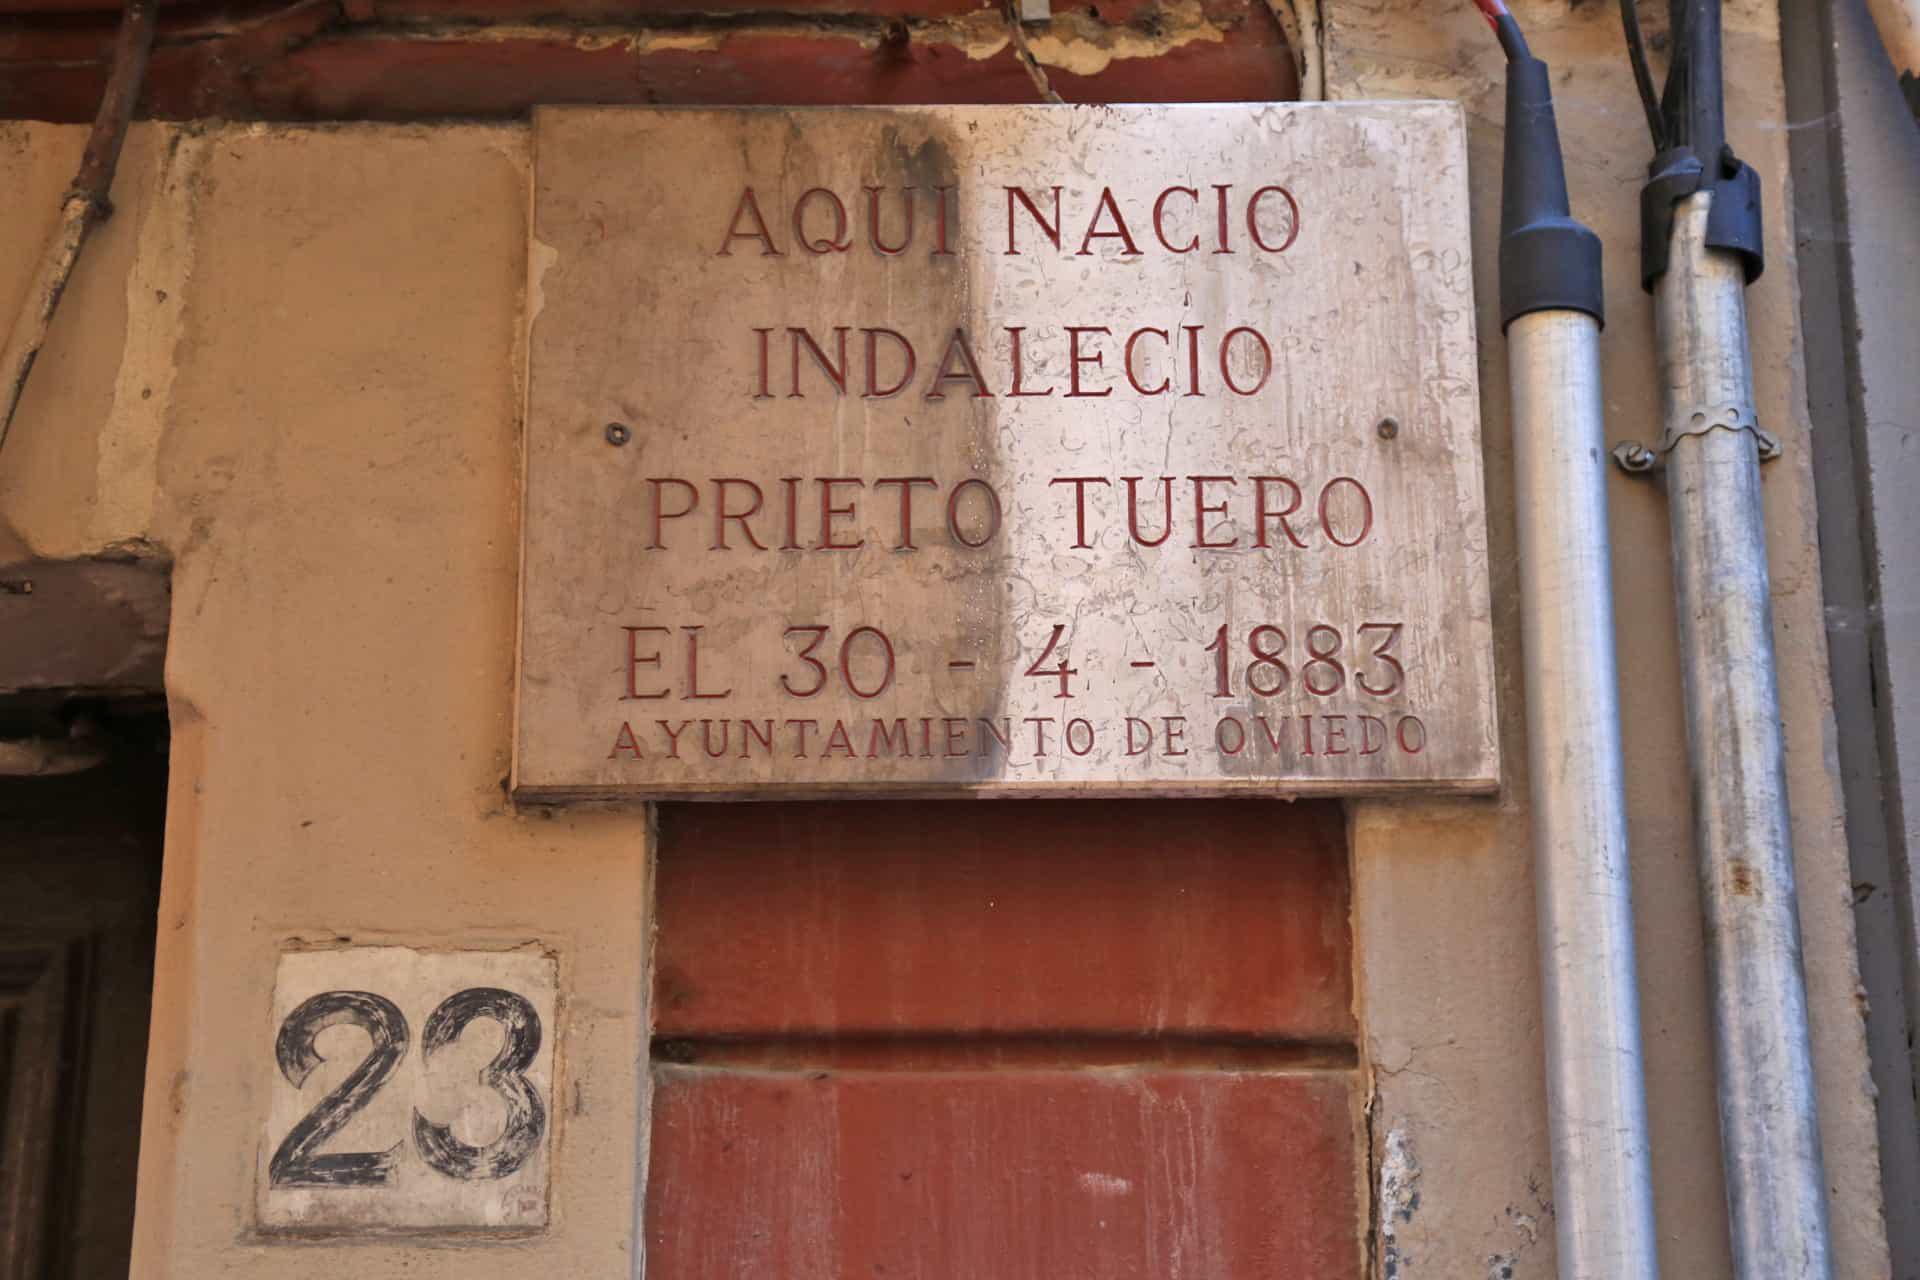 AQUI NACIO
INDALECIO
PRIETO TUERO
EL 30 - 4 - 1883
AYUNTAMIENTO DE OVIEDO
23